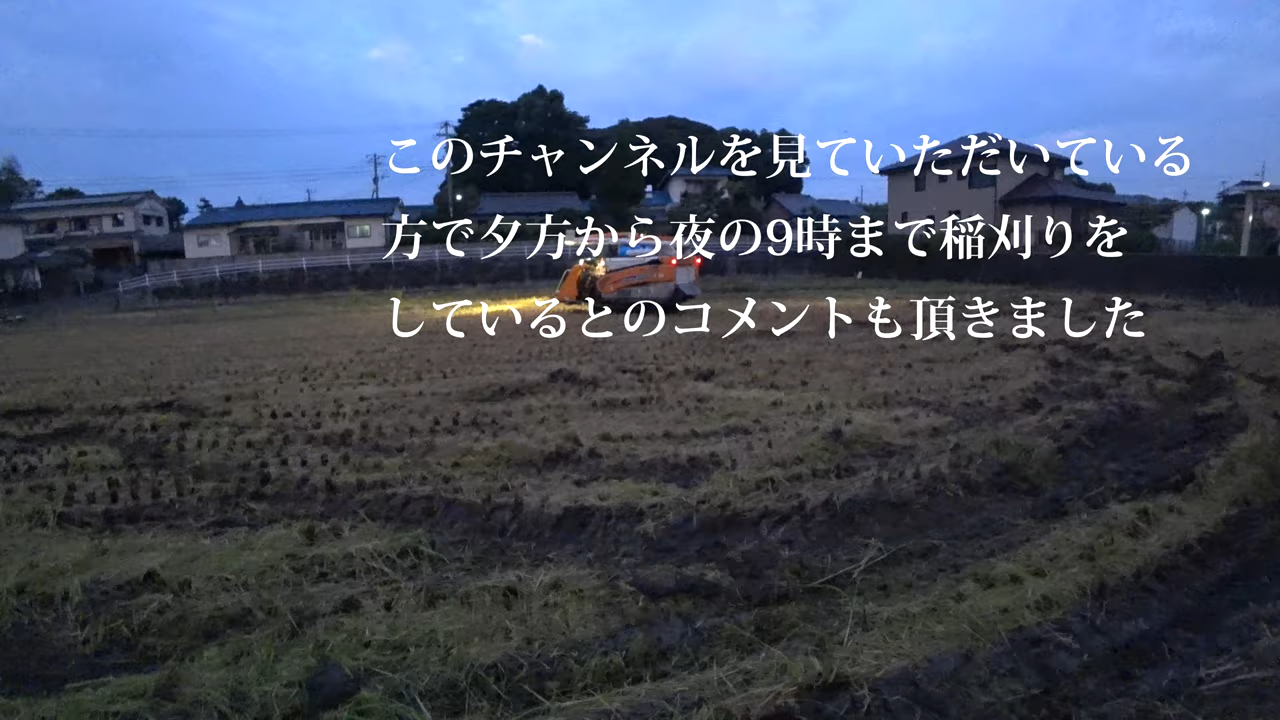 このチャンネルを見ていただいている
方で夕方から夜の9時まで稲刈りを
しているとのコメントも頂きました